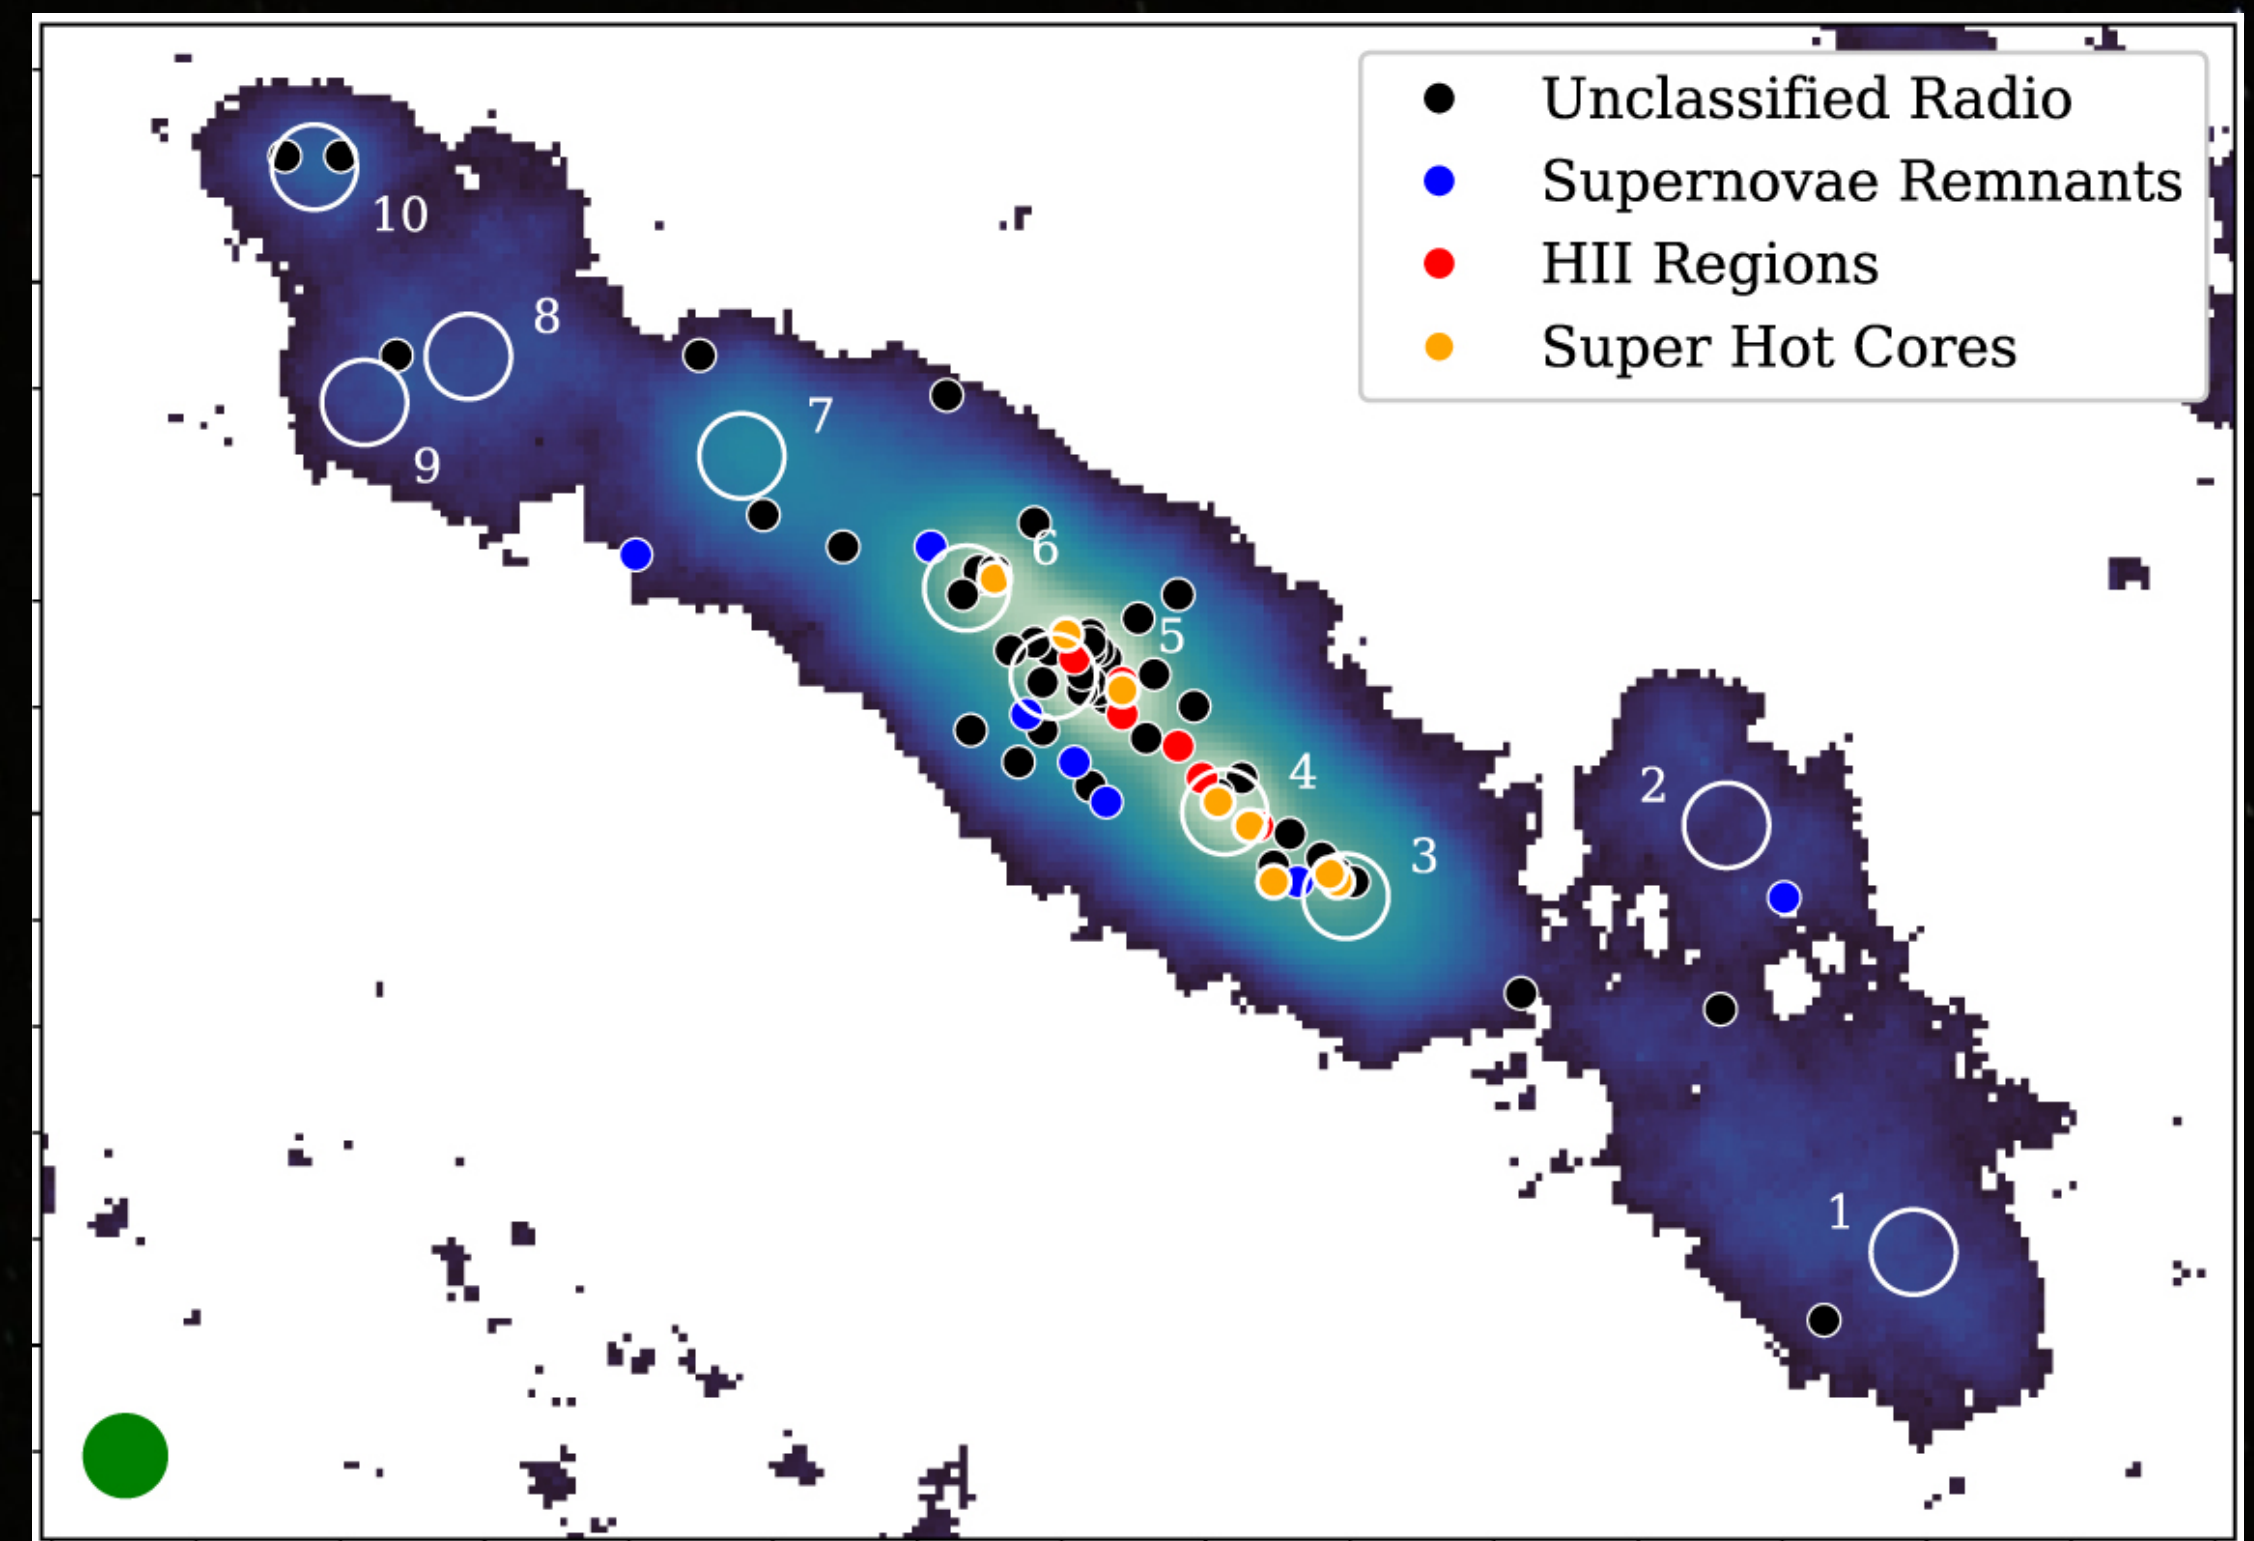 Unclassified Radio
Supernovae Remnants
HII Regions
Super Hot Cores
10
8
7
9
6
5
4
3
2
1